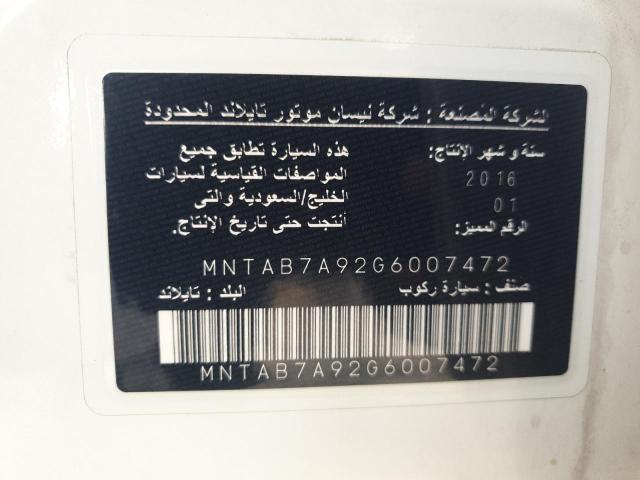 الشركة المصنعة : شركة نيسان موتور تايلاند المحدودة
سنة و شهر الإنتاج:
2016
01
الرقم المميز:
هذه السيارة تطابق جميع
المواصفات القياسية لسيارات
الخليج/السعودية والتى
أنتجت حتى تاريخ الإنتاج.
MNTAB7A92G6007472
صنف : سيارة ركوب
البلد : تايلاند
MNTAB7A92G6007472